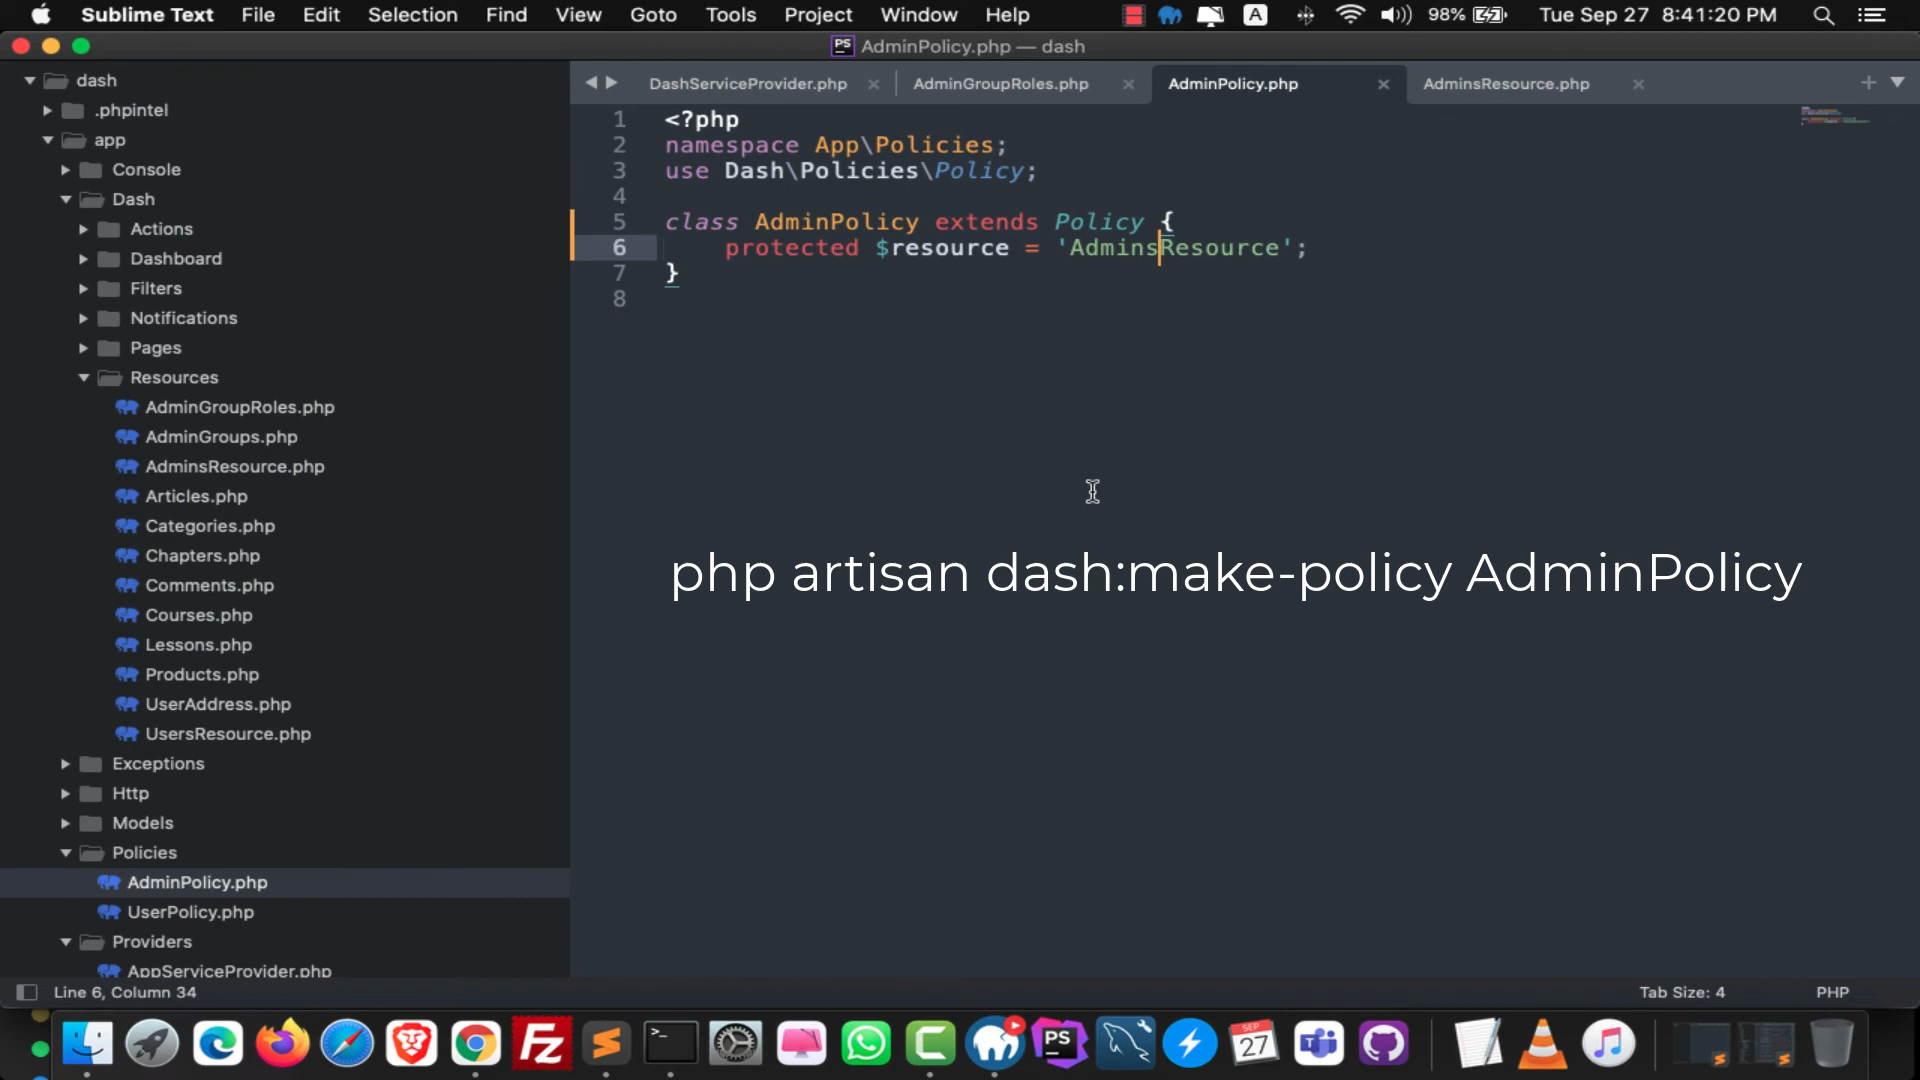 Sublime Text File Edit Selection Find View Goto Tools Project Window Help A 98% Tue Sep 27 8:41:20 PM
PS AdminPolicy.php — dash
dash
.phpintel
app
Console
Dash
Actions
Dashboard
Filters
Notifications
Pages
Resources
AdminGroupRoles.php
AdminGroups.php
AdminsResource.php
Articles.php
Categories.php
Chapters.php
Comments.php
Courses.php
Lessons.php
Products.php
UserAddress.php
UsersResource.php
Exceptions
Http
Models
Policies
AdminPolicy.php
UserPolicy.php
Providers
AppServiceProvider.php
DashServiceProvider.php AdminGroupRoles.php AdminPolicy.php AdminsResource.php
1 <?php
2 namespace App\Policies;
3 use Dash\Policies\Policy;
4
5 class AdminPolicy extends Policy {
6 protected $resource = 'AdminsResource';
7 }
8
php artisan dash:make-policy AdminPolicy
Line 6, Column 34 Tab Size: 4 PHP
Fz PS SEP 27